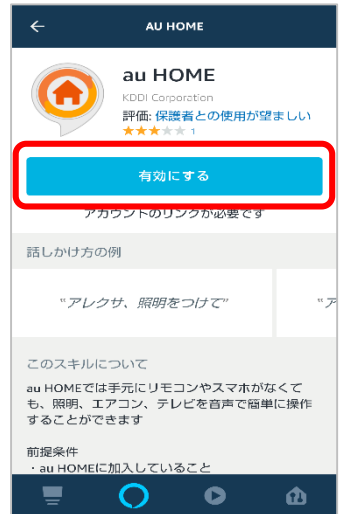 AU HOME
au HOME
KDDI Corporation
評価: 保護者との使用が望ましい
★★★★★ 1
有効にする
アカウントのリンクが必要です
話しかけ方の例
"アレクサ、照明をつけて"
"ア
このスキルについて
au HOMEでは手元にリモコンやスマホがなくて
も、照明、エアコン、テレビを音声で簡単に操作
することができます
前提条件
・au HOMEに加入していること